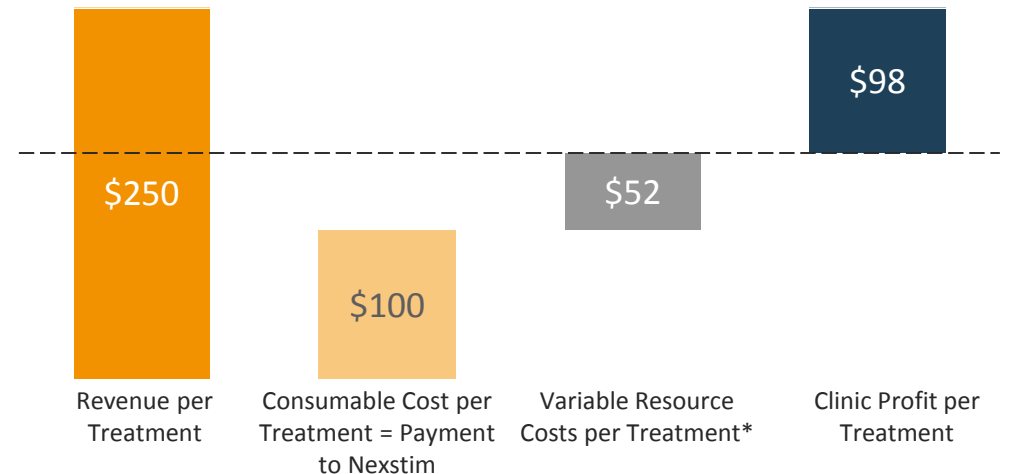 $98
$250
$52
$100
Revenue per
Treatment
Consumable Cost per
Treatment = Payment
to Nexstim
Variable Resource
Costs per Treatment*
Clinic Profit per
Treatment